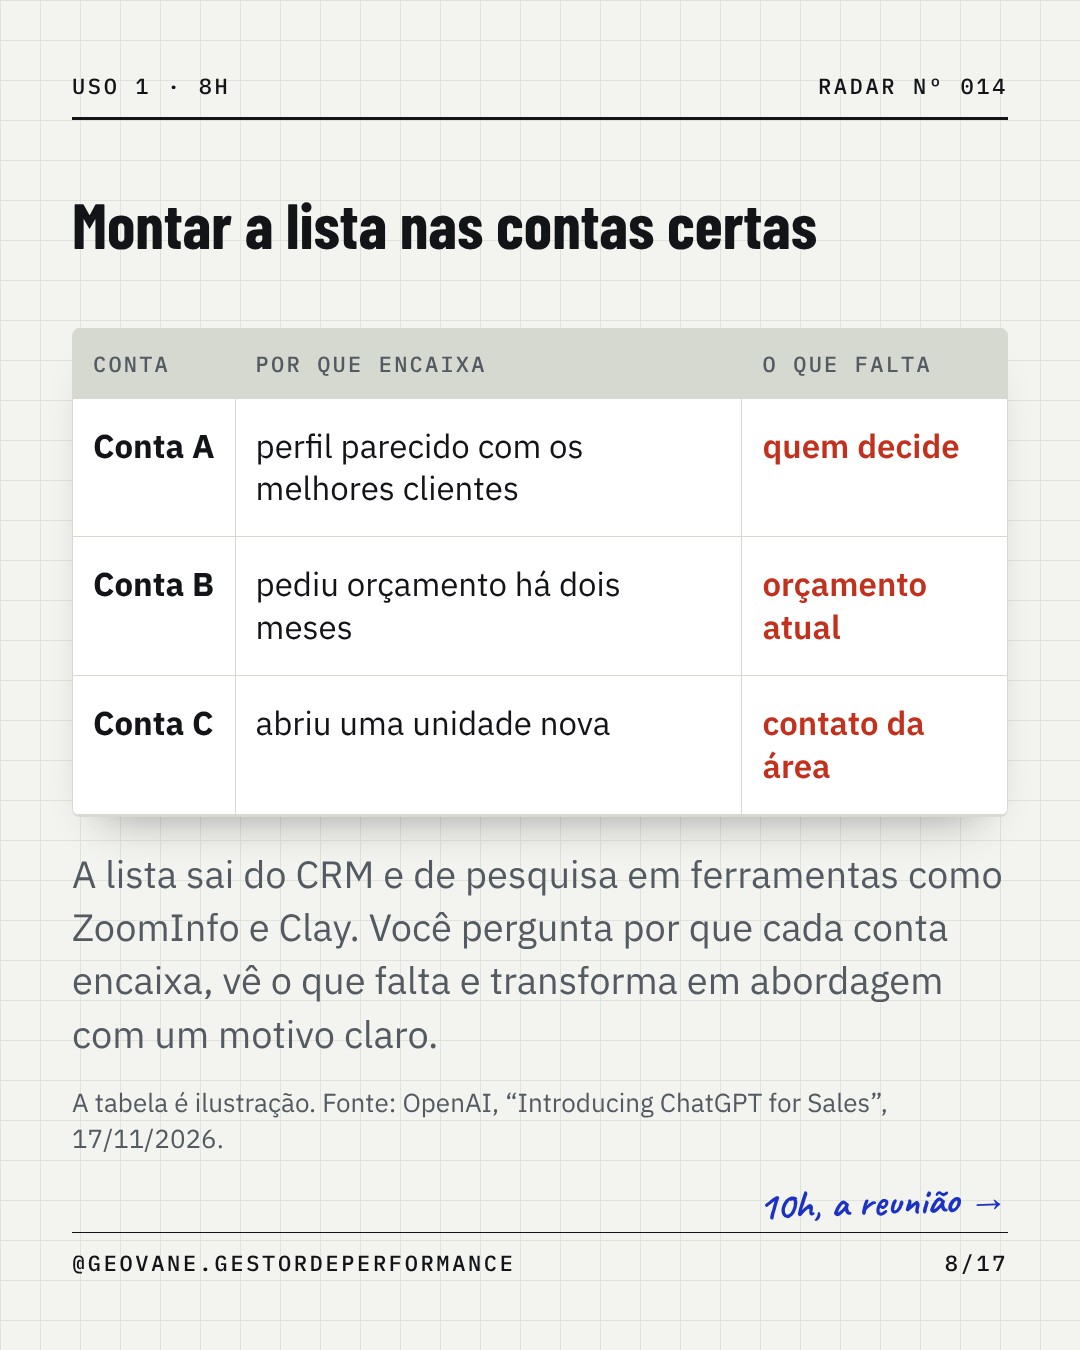 USO 1 · 8H
RADAR Nº 014
Montar a lista nas contas certas
CONTA
POR QUE ENCAIXA
O QUE FALTA
Conta A
perfil parecido com os
melhores clientes
quem decide
Conta B
pediu orçamento há dois
meses
orçamento
atual
Conta C
abriu uma unidade nova
contato da
área
A lista sai do CRM e de pesquisa em ferramentas como
ZoomInfo e Clay. Você pergunta por que cada conta
encaixa, vê o que falta e transforma em abordagem
com um motivo claro.
A tabela é ilustração. Fonte: OpenAI, “Introducing ChatGPT for Sales”,
17/11/2026.
10h, a reunião →
@GEOVANE.GESTORDEPERFORMANCE
8/17